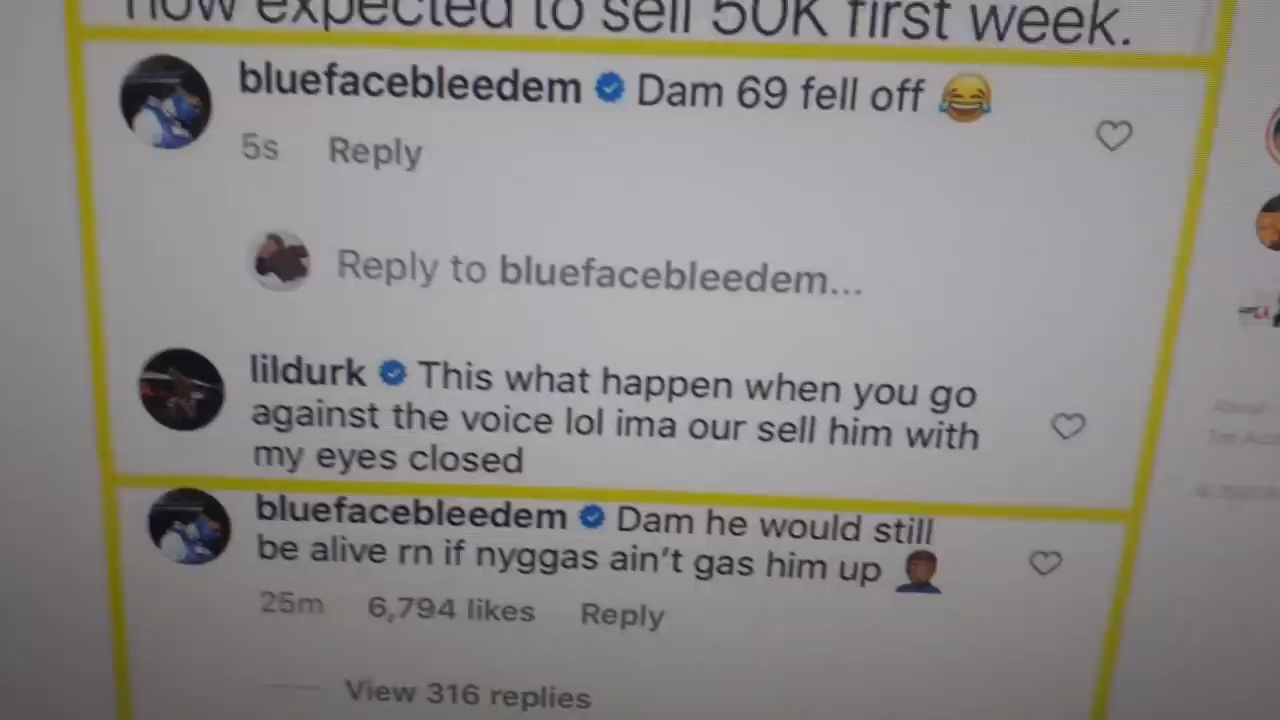 now expected to sell 50K first week.
bluefacebleedem Dam 69 fell off 😂
5s Reply
Reply to bluefacebleedem...
lildurk This what happen when you go
against the voice lol ima our sell him with
my eyes closed
bluefacebleedem Dam he would still
be alive rn if nyggas ain't gas him up 🤦🏾‍♂️
25m 6,794 likes Reply
View 316 replies